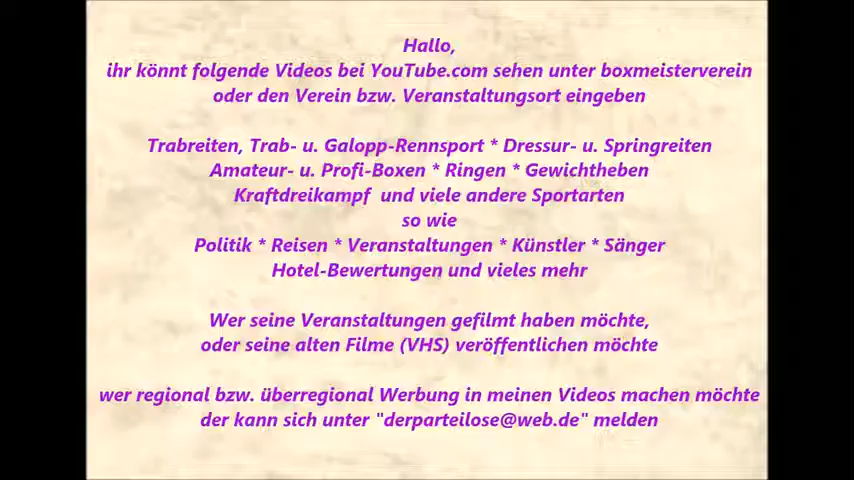 Hallo,
ihr könnt folgende Videos bei YouTube.com sehen unter boxmeisterverein
oder den Verein bzw. Veranstaltungsort eingeben
Trabreiten, Trab- u. Galopp-Rennsport * Dressur- u. Springreiten
Amateur- u. Profi-Boxen * Ringen * Gewichtheben
Kraftdreikampf und viele andere Sportarten
so wie
Politik * Reisen * Veranstaltungen * Künstler * Sänger
Hotel-Bewertungen und vieles mehr
Wer seine Veranstaltungen gefilmt haben möchte,
oder seine alten Filme (VHS) veröffentlichen möchte
wer regional bzw. überregional Werbung in meinen Videos machen möchte
der kann sich unter "derparteilose@web.de" melden